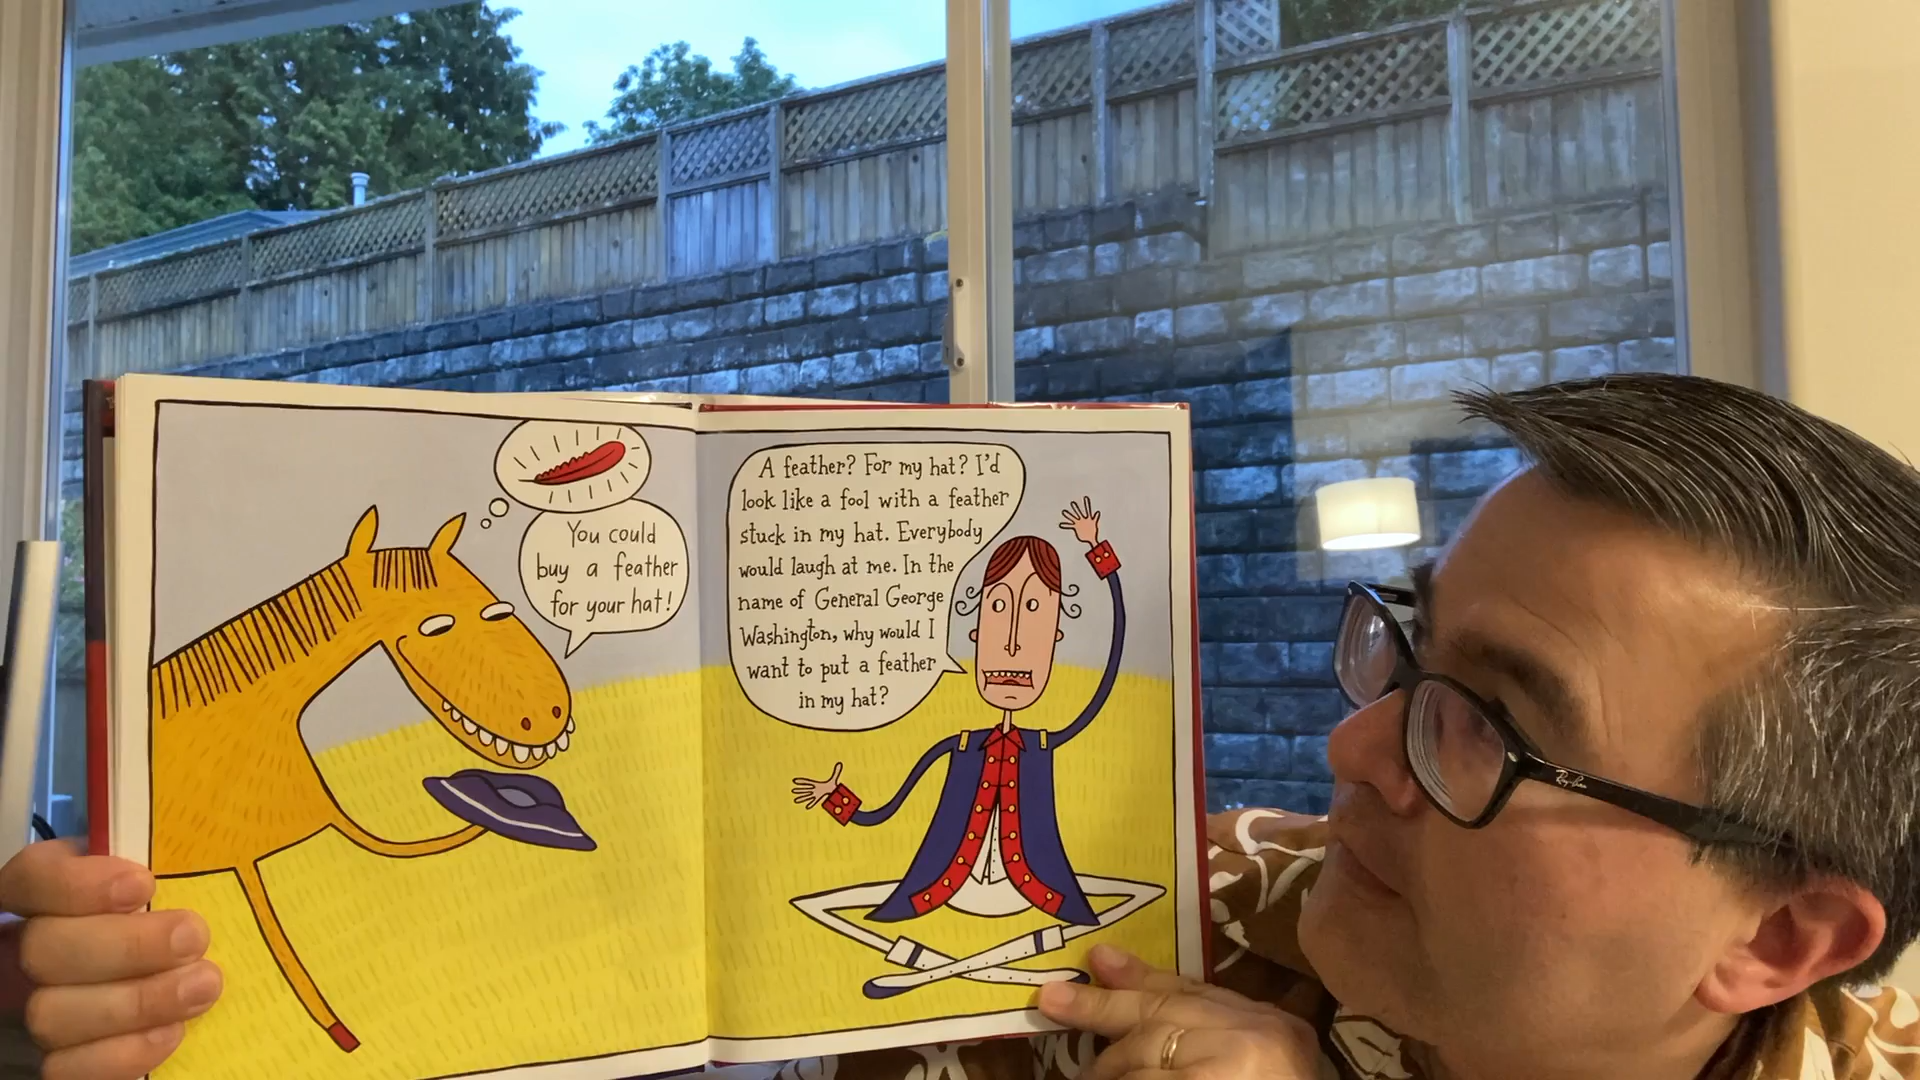 You could
buy a feather
for your hat!
A feather? For my hat? I'd
look like a fool with a feather
stuck in my hat. Everybody
would laugh at me. In the
name of General George
Washington, why would I
want to put a feather
in my hat?
Ray-Ban